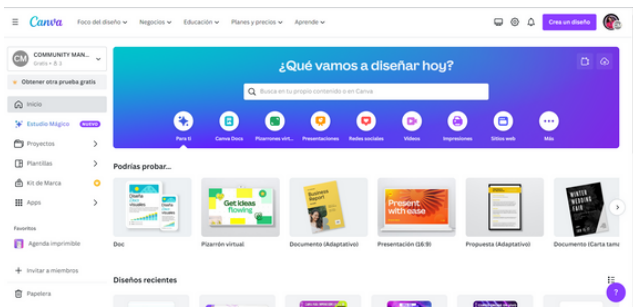 Canva Foco del diseño Negocios Educación Planes y precios Aprende Crea un diseño
CM COMMUNITY MAN...
Gratis • 2
Obtener otra prueba gratis
Inicio
Estudio Mágico NUEVO
Proyectos
Plantillas
Kit de Marca
Apps
Favoritos
Agenda imprimible
Invitar a miembros
Papelera
¿Qué vamos a diseñar hoy?
Busca en tu propio contenido o en Canva
Para ti Canva Docs Pizarrones virt... Presentaciones Redes sociales Videos Impresiones Sitios web Más
Podrías probar...
Get ideas
flowing
Business
Report
Present
with ease
WINTER
WEDDING
FAIR
Doc Pizarrón virtual Documento (Adaptativo) Presentación (16:9) Propuesta (Adaptativo) Documento (Carta tama
Diseños recientes
?